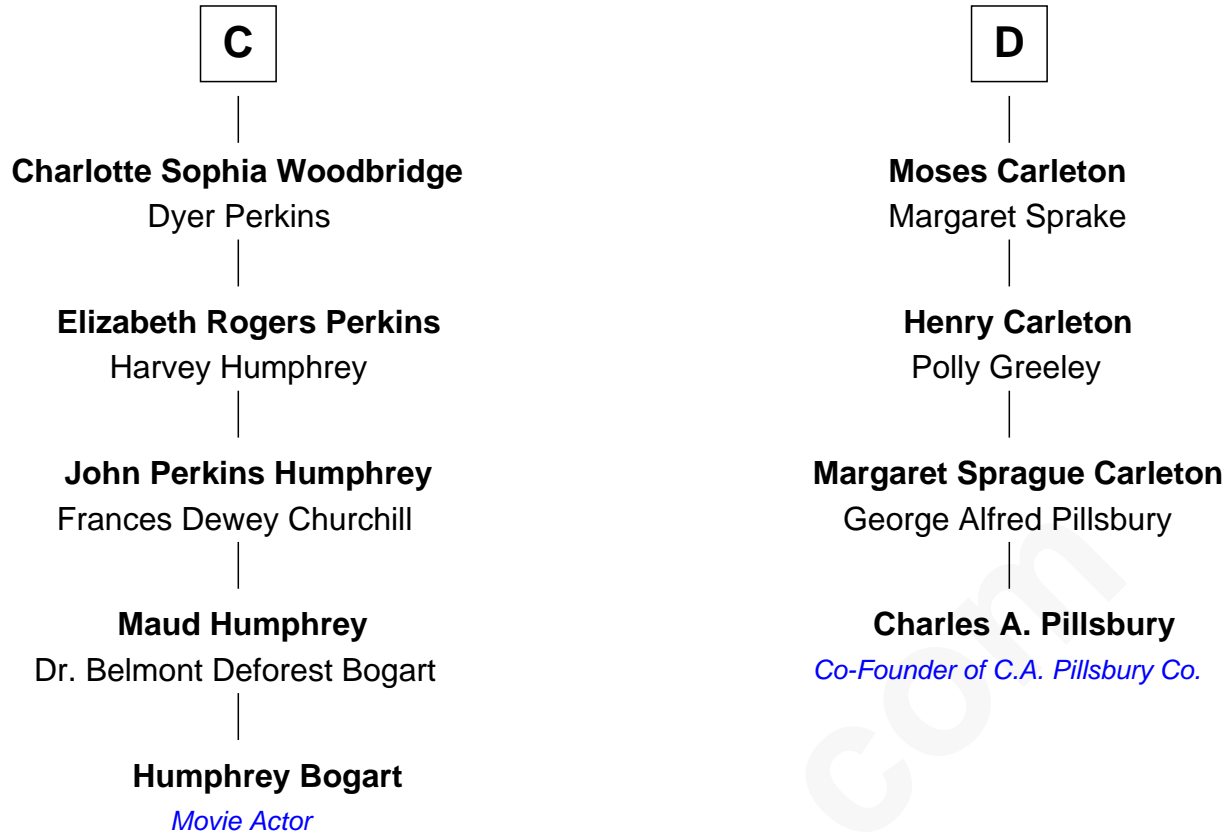 C
Charlotte Sophia Woodbridge
Dyer Perkins
Elizabeth Rogers Perkins
Harvey Humphrey
John Perkins Humphrey
Frances Dewey Churchill
Maud Humphrey
Dr. Belmont Deforest Bogart
Humphrey Bogart
Movie Actor
D
Moses Carleton
Margaret Sprake
Henry Carleton
Polly Greeley
Margaret Sprague Carleton
George Alfred Pillsbury
Charles A. Pillsbury
Co-Founder of C.A. Pillsbury Co.
com